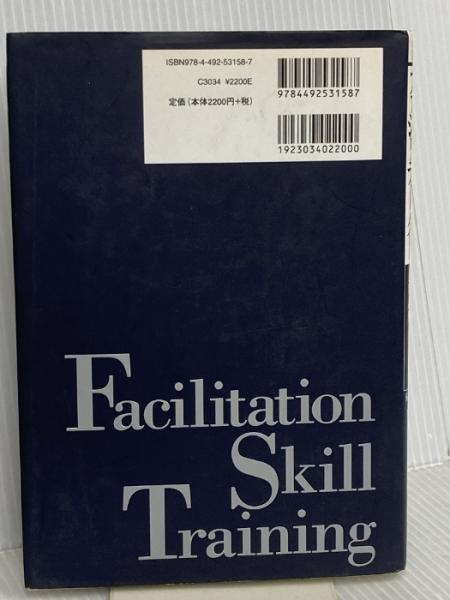 ISBN978-4-492-53158-7
C3034 ¥2200E
定価(本体2200円+税)
9784492531587
1923034022000
Facilitation
Skill
Training